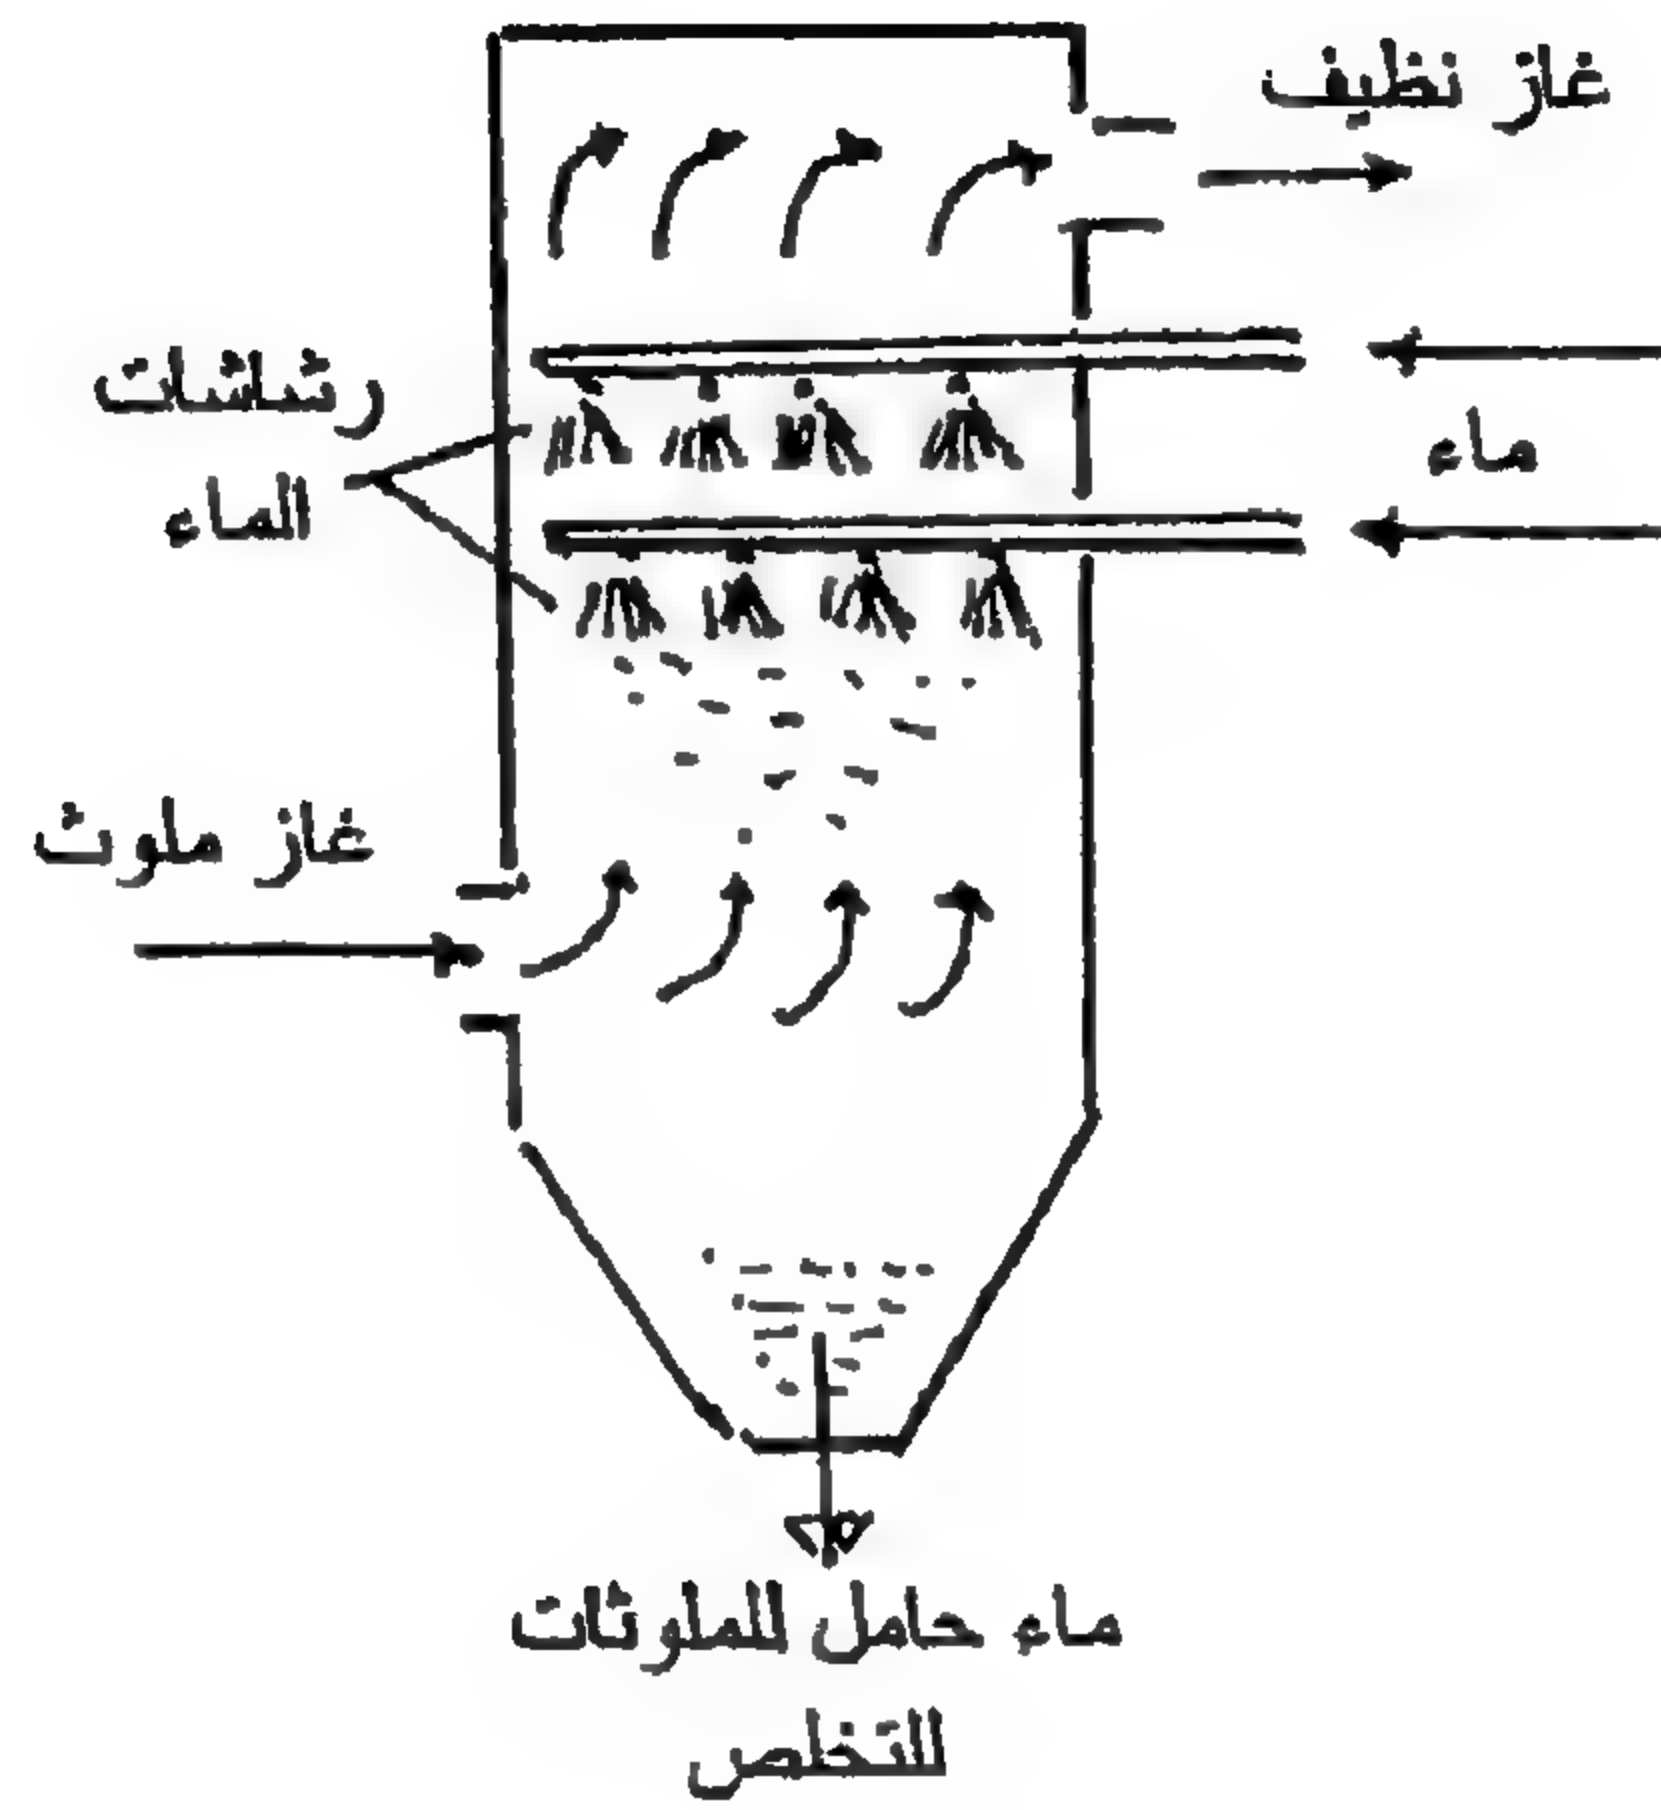 غاز نظيف
رشاشات
الماء
ماء
غاز ملوث
ماء حامل للملوثات
للتخلص